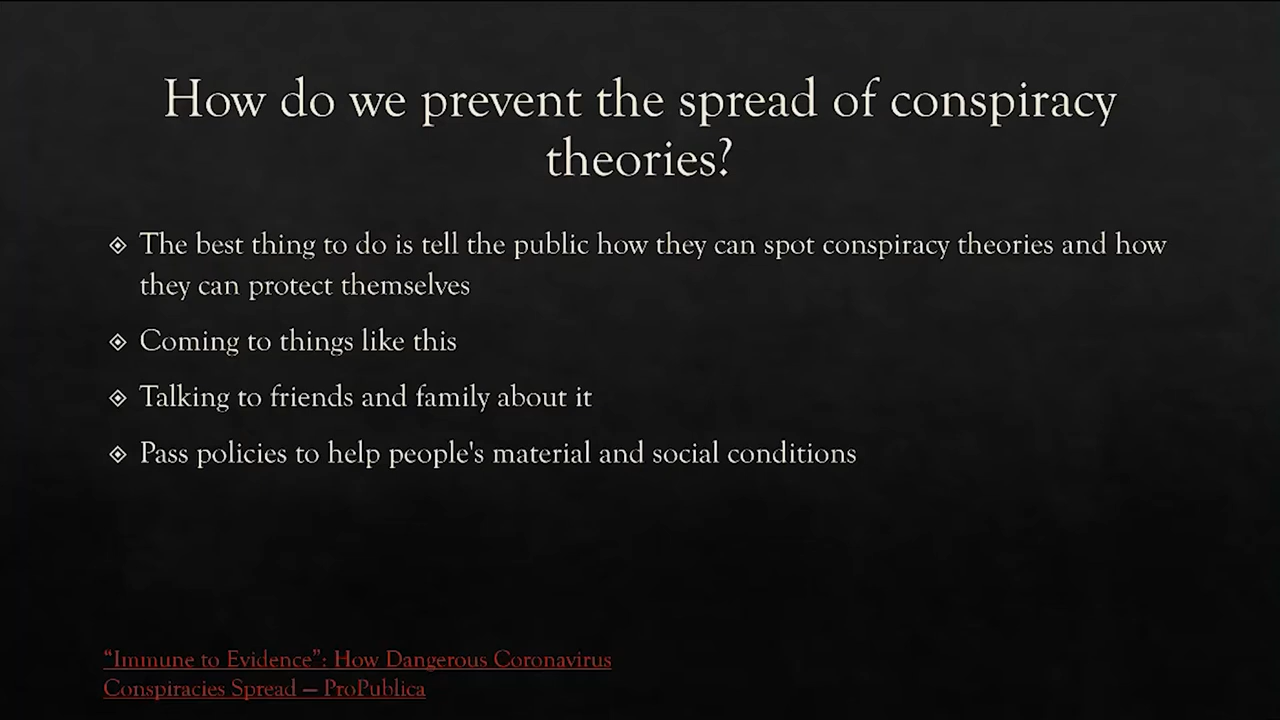 How do we prevent the spread of conspiracy
theories?
The best thing to do is tell the public how they can spot conspiracy theories and how
they can protect themselves
Coming to things like this
Talking to friends and family about it
Pass policies to help people's material and social conditions
“Immune to Evidence”: How Dangerous Coronavirus
Conspiracies Spread — ProPublica